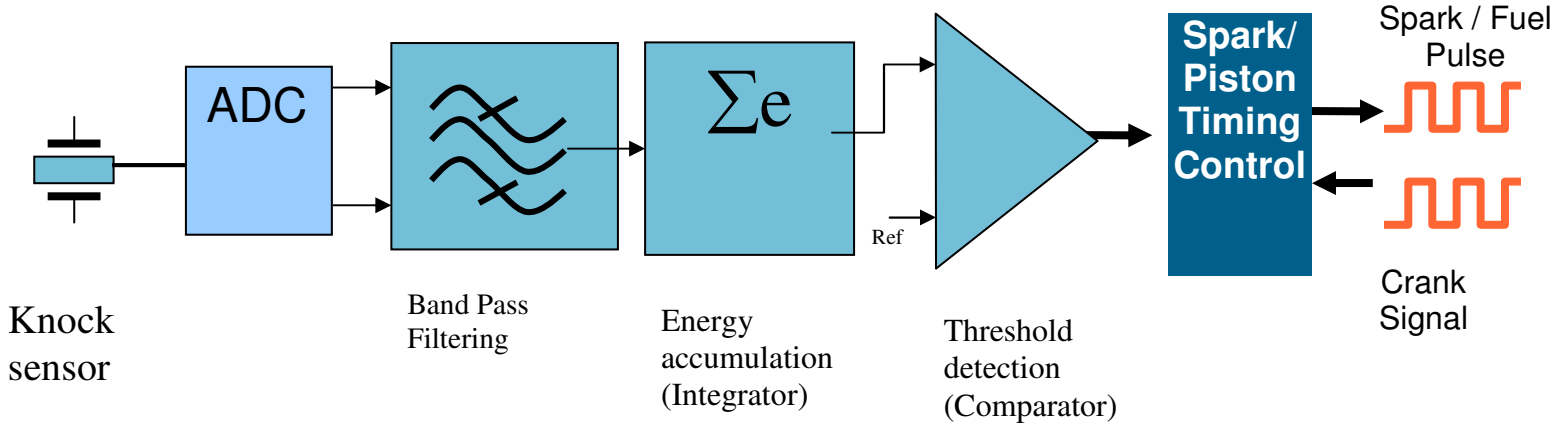 Knock
sensor
ADC
Band Pass
Filtering
∑e
Energy
accumulation
(Integrator)
Ref
Threshold
detection
(Comparator)
Spark/
Piston
Timing
Control
Spark / Fuel
Pulse
Crank
Signal